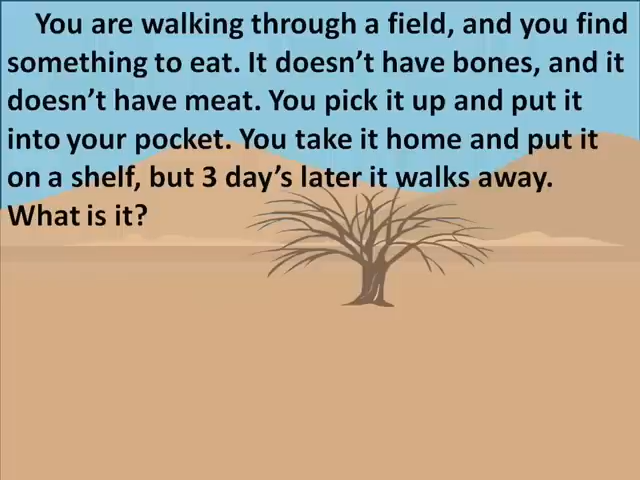 You are walking through a field, and you find
something to eat. It doesn’t have bones, and it
doesn’t have meat. You pick it up and put it
into your pocket. You take it home and put it
on a shelf, but 3 day’s later it walks away.
What is it?